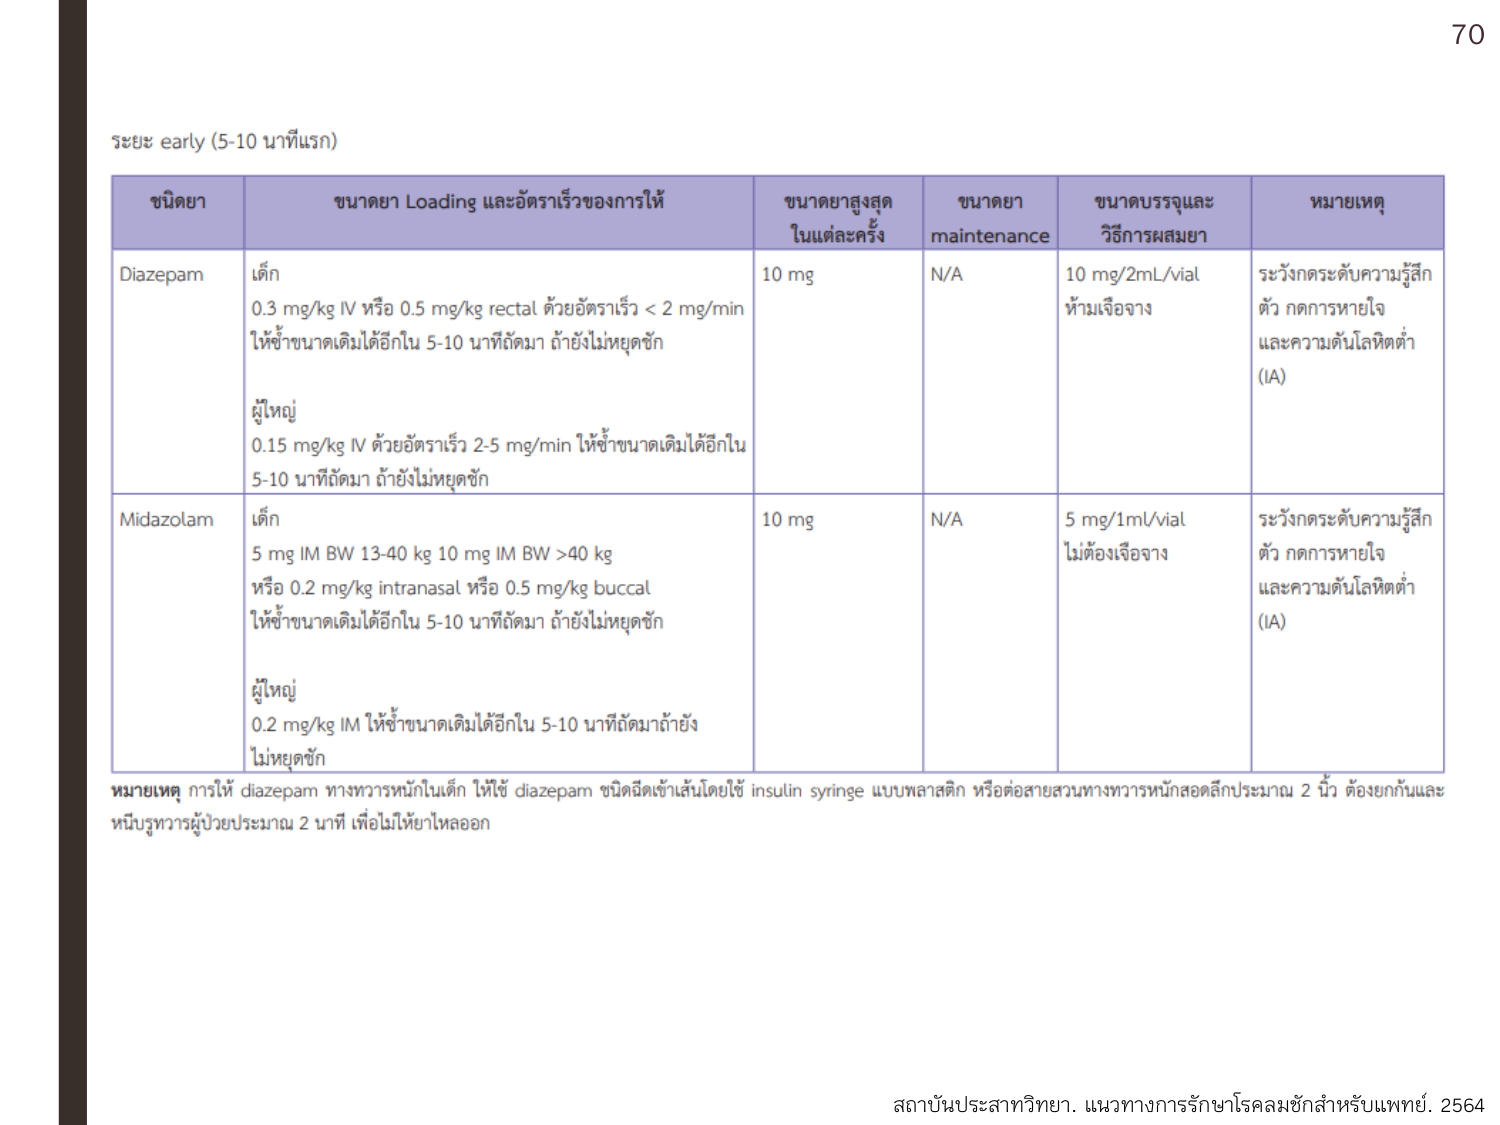 70
ระยะ early (5-10 นาทีแรก)
ชนิดยา
ขนาดยา Loading และอัตราเร็วของการให้
ขนาดยาสูงสุด
ในแต่ละครั้ง
ขนาดยา
maintenance
ขนาดบรรจุและ
วิธีการผสมยา
หมายเหตุ
Diazepam
เด็ก
0.3 mg/kg IV หรือ 0.5 mg/kg rectal ด้วยอัตราเร็ว < 2 mg/min
ให้ซ้ำขนาดเดิมได้อีกใน 5-10 นาทีถัดมา ถ้ายังไม่หยุดชัก
ผู้ใหญ่
0.15 mg/kg IV ด้วยอัตราเร็ว 2-5 mg/min ให้ซ้ำขนาดเดิมได้อีกใน
5-10 นาทีถัดมา ถ้ายังไม่หยุดชัก
10 mg
N/A
10 mg/2mL/vial
ห้ามเจือจาง
ระวังกดระดับความรู้สึก
ตัว กดการหายใจ
และความดันโลหิตต่ำ
(IA)
Midazolam
เด็ก
5 mg IM BW 13-40 kg 10 mg IM BW >40 kg
หรือ 0.2 mg/kg intranasal หรือ 0.5 mg/kg buccal
ให้ซ้ำขนาดเดิมได้อีกใน 5-10 นาทีถัดมา ถ้ายังไม่หยุดชัก
ผู้ใหญ่
0.2 mg/kg IM ให้ซ้ำขนาดเดิมได้อีกใน 5-10 นาทีถัดมาถ้ายัง
ไม่หยุดชัก
10 mg
N/A
5 mg/1ml/vial
ไม่ต้องเจือจาง
ระวังกดระดับความรู้สึก
ตัว กดการหายใจ
และความดันโลหิตต่ำ
(IA)
หมายเหตุ การให้ diazepam ทางทวารหนักในเด็ก ให้ใช้ diazepam ชนิดฉีดเข้าเส้นโดยใช้ insulin syringe แบบพลาสติก หรือต่อสายสวนทางทวารหนักสอดลึกประมาณ 2 นิ้ว ต้องยกก้นและ
หนีบรูทวารผู้ป่วยประมาณ 2 นาที เพื่อไม่ให้ยาไหลออก
สถาบันประสาทวิทยา. แนวทางการรักษาโรคลมชักสำหรับแพทย์. 2564